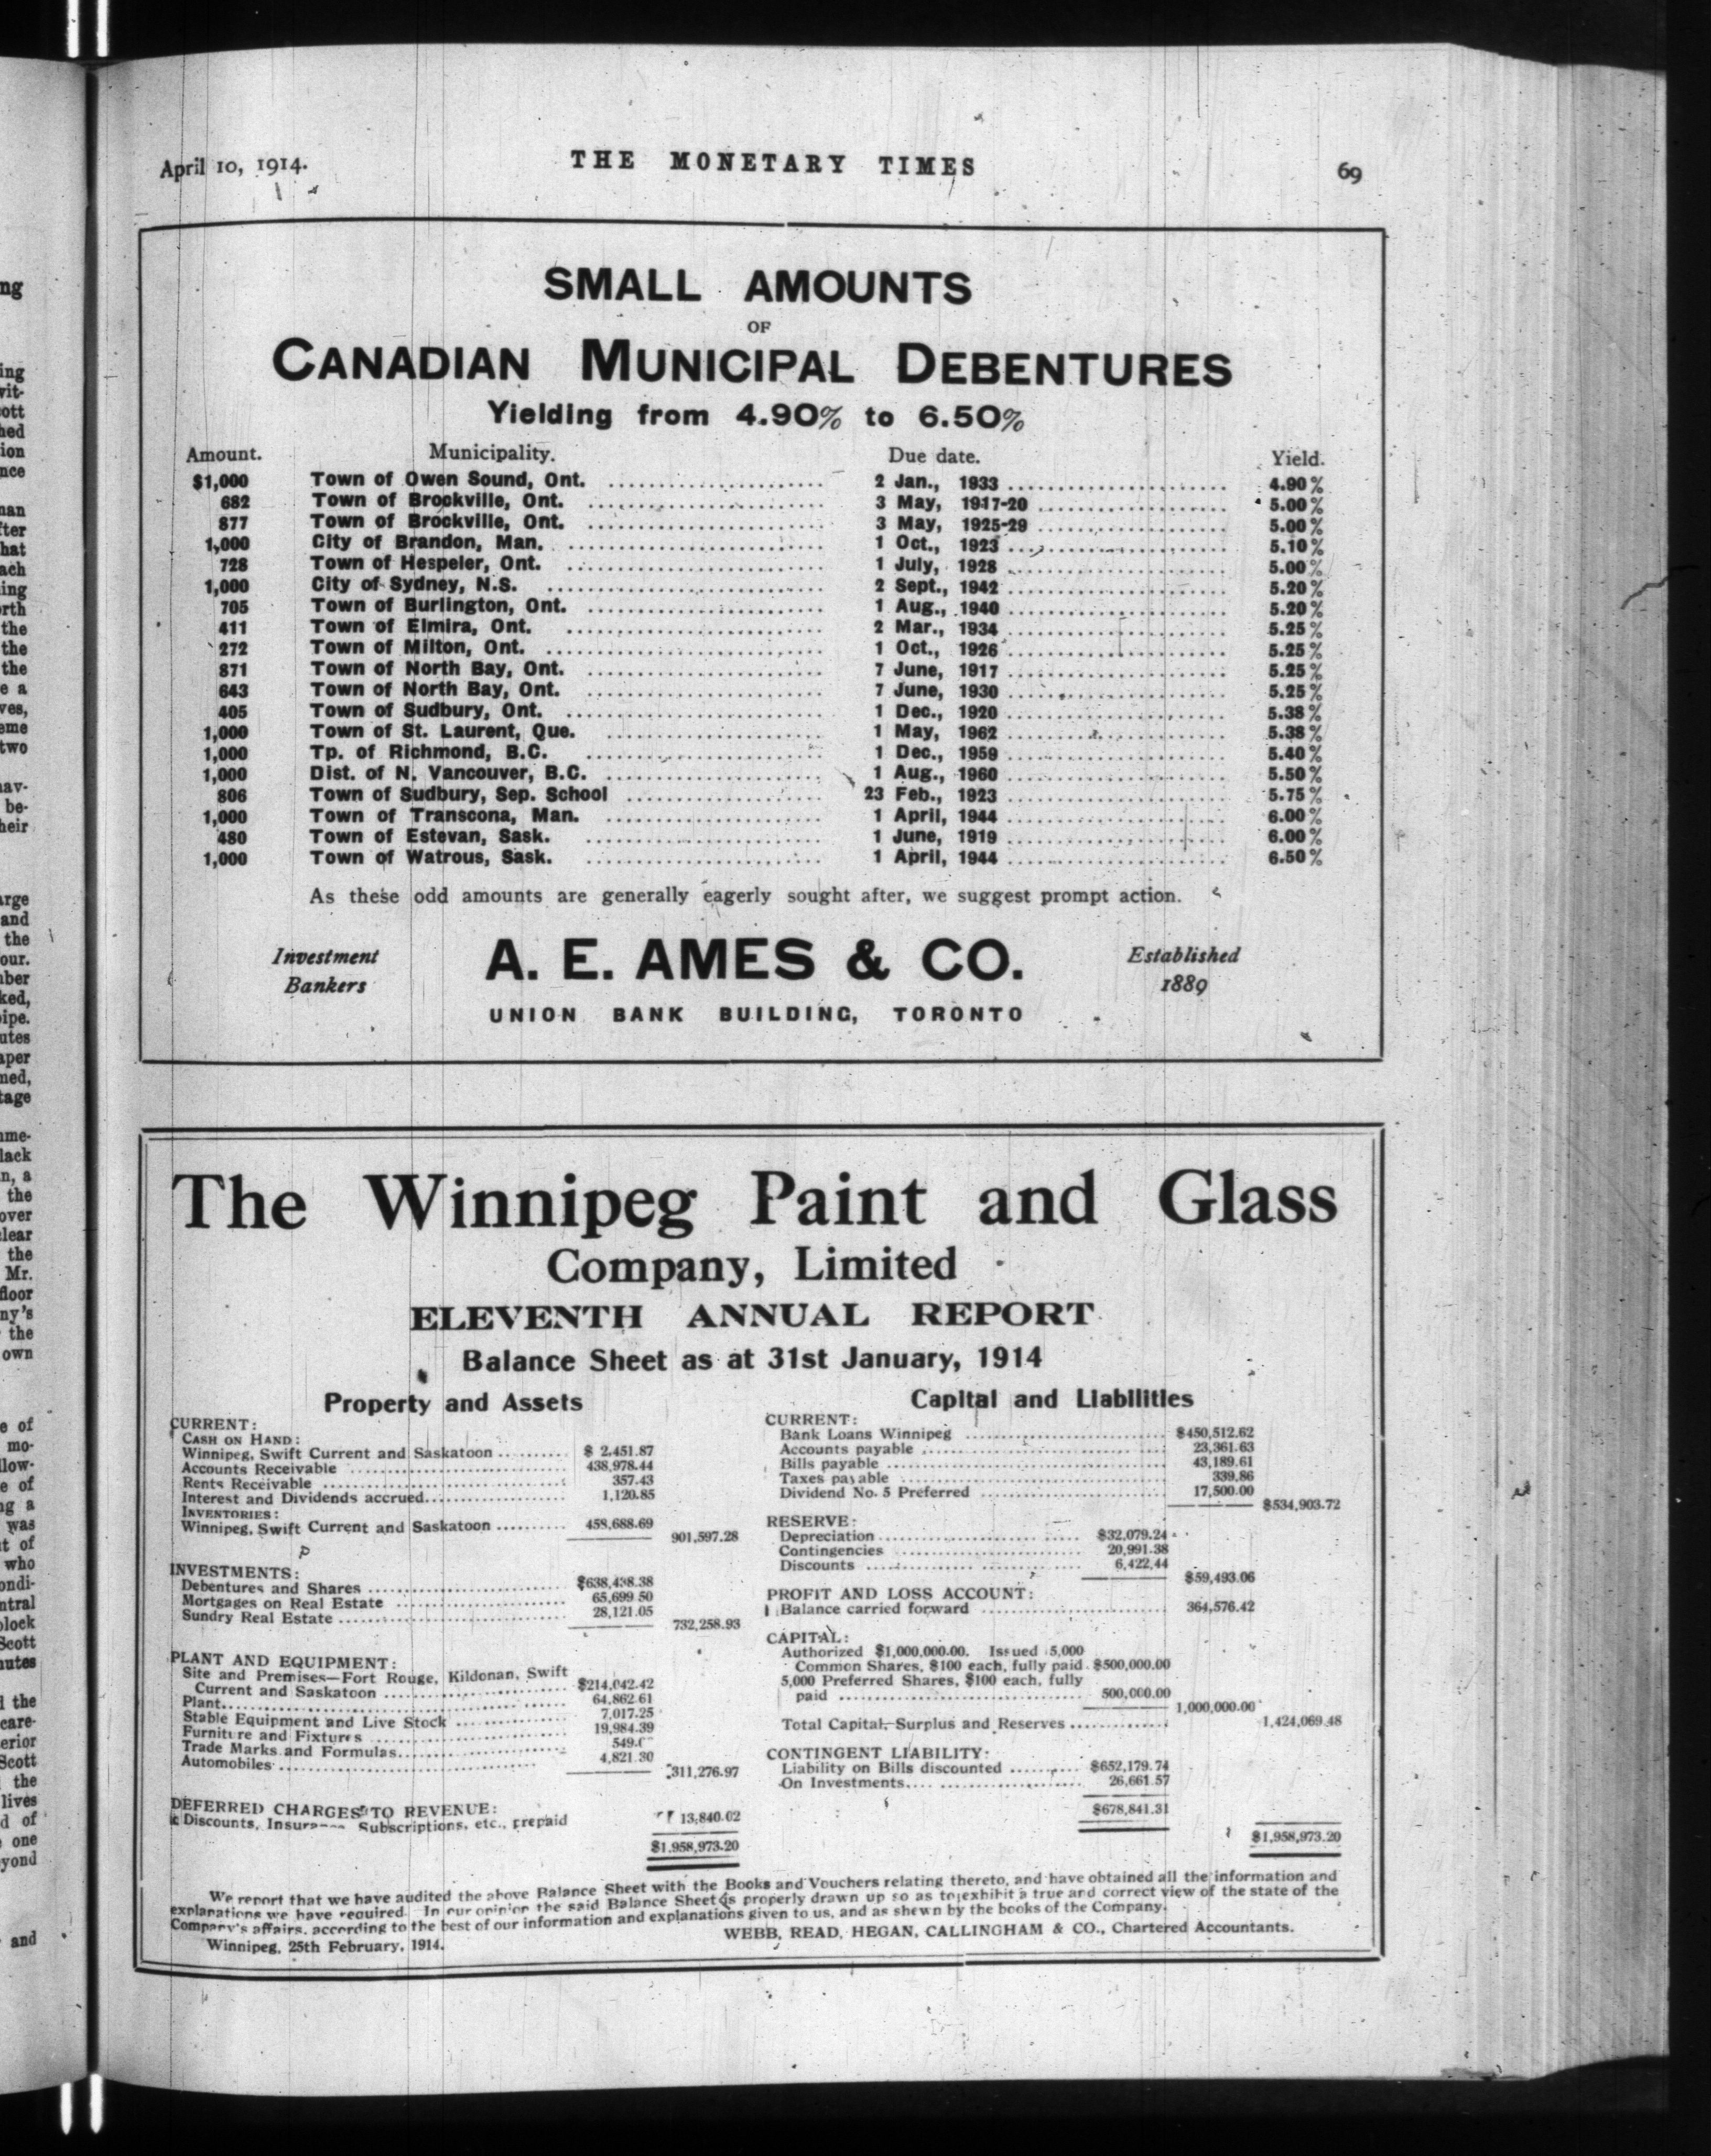 April 10, 1914.
THE MONETARY TIMES
69
SMALL AMOUNTS
OF
CANADIAN MUNICIPAL DEBENTURES
Yielding from 4.90% to 6.50%
Amount. Municipality. Due date. Yield.
$1,000 Town of Owen Sound, Ont. 2 Jan., 1933 4.90%
682 Town of Brockville, Ont. 3 May, 1917-20 5.00%
877 Town of Brockville, Ont. 3 May, 1925-29 5.00%
1,000 City of Brandon, Man. 1 Oct., 1923 5.10%
728 Town of Hespeler, Ont. 1 July, 1928 5.00%
1,000 City of Sydney, N.S. 2 Sept., 1942 5.20%
705 Town of Burlington, Ont. 1 Aug., 1940 5.20%
411 Town of Elmira, Ont. 2 Mar., 1934 5.25%
272 Town of Milton, Ont. 1 Oct., 1926 5.25%
871 Town of North Bay, Ont. 7 June, 1917 5.25%
643 Town of North Bay, Ont. 7 June, 1930 5.25%
405 Town of Sudbury, Ont. 1 Dec., 1920 5.38%
1,000 Town of St. Laurent, Que. 1 May, 1962 5.38%
1,000 Tp. of Richmond, B.C. 1 Dec., 1959 5.40%
1,000 Dist. of N. Vancouver, B.C. 1 Aug., 1960 5.50%
806 Town of Sudbury, Sep. School 23 Feb., 1923 5.75%
1,000 Town of Transcona, Man. 1 April, 1944 6.00%
480 Town of Estevan, Sask. 1 June, 1919 6.00%
1,000 Town of Watrous, Sask. 1 April, 1944 6.50%
As these odd amounts are generally eagerly sought after, we suggest prompt action.
Investment Bankers
A. E. AMES & CO.
Established 1889
UNION BANK BUILDING, TORONTO
The Winnipeg Paint and Glass
Company, Limited
ELEVENTH ANNUAL REPORT
Balance Sheet as at 31st January, 1914
Property and Assets
CURRENT:
CASH ON HAND:
Winnipeg, Swift Current and Saskatoon $ 2,451.87
Accounts Receivable 438,978.44
Rents Receivable 357.43
Interest and Dividends accrued 1,120.85
INVENTORIES:
Winnipeg, Swift Current and Saskatoon 458,688.69
901,597.28
INVESTMENTS:
Debentures and Shares $638,438.38
Mortgages on Real Estate 65,699.50
Sundry Real Estate 28,121.05
732,258.93
PLANT AND EQUIPMENT:
Site and Premises—Fort Rouge, Kildonan, Swift
Current and Saskatoon $214,042.42
Plant 64,862.61
Stable Equipment and Live Stock 7,017.25
Furniture and Fixtures 19,984.39
Trade Marks and Formulas
Automobiles 4,821.30
311,276.97
DEFERRED CHARGES TO REVENUE:
Discounts, Insurance Subscriptions, etc., prepaid 13,840.02
$1,958,973.20
Capital and Liabilities
CURRENT:
Bank Loans Winnipeg $450,512.62
Accounts payable 23,361.63
Bills payable 43,189.61
Taxes payable 339.86
Dividend No. 5 Preferred 17,500.00
$534,903.72
RESERVE:
Depreciation $32,079.24
Contingencies 20,991.38
Discounts 6,422.44
$59,493.06
PROFIT AND LOSS ACCOUNT:
Balance carried forward 364,576.42
CAPITAL:
Authorized $1,000,000.00. Issued 5,000
Common Shares, $100 each, fully paid $500,000.00
5,000 Preferred Shares, $100 each, fully
paid 500,000.00
1,000,000.00
Total Capital, Surplus and Reserves 1,424,069.48
CONTINGENT LIABILITY:
Liability on Bills discounted $652,179.74
On Investments 26,661.57
$678,841.31
$1,958,973.20
We report that we have audited the above Balance Sheet with the Books and Vouchers relating thereto, and have obtained all the information and
explanations we have required. In our opinion the said Balance Sheet is properly drawn up so as to exhibit a true and correct view of the state of the
Company's affairs, according to the best of our information and explanations given to us, and as shewn by the books of the Company.
WEBB, READ, HEGAN, CALLINGHAM & CO., Chartered Accountants.
Winnipeg, 25th February, 1914.